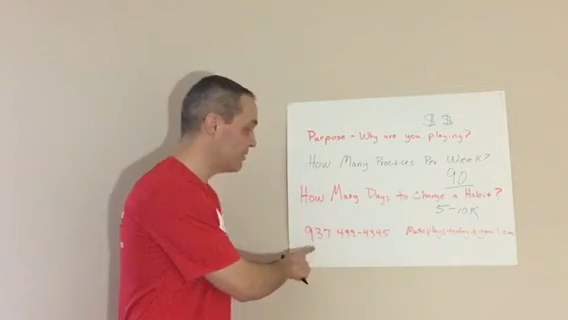 $ $
Purpose - Why are you playing?
How Many Practices Per Week?
90
How Many Days to Change a Habit?
5-10K
937 499-4345